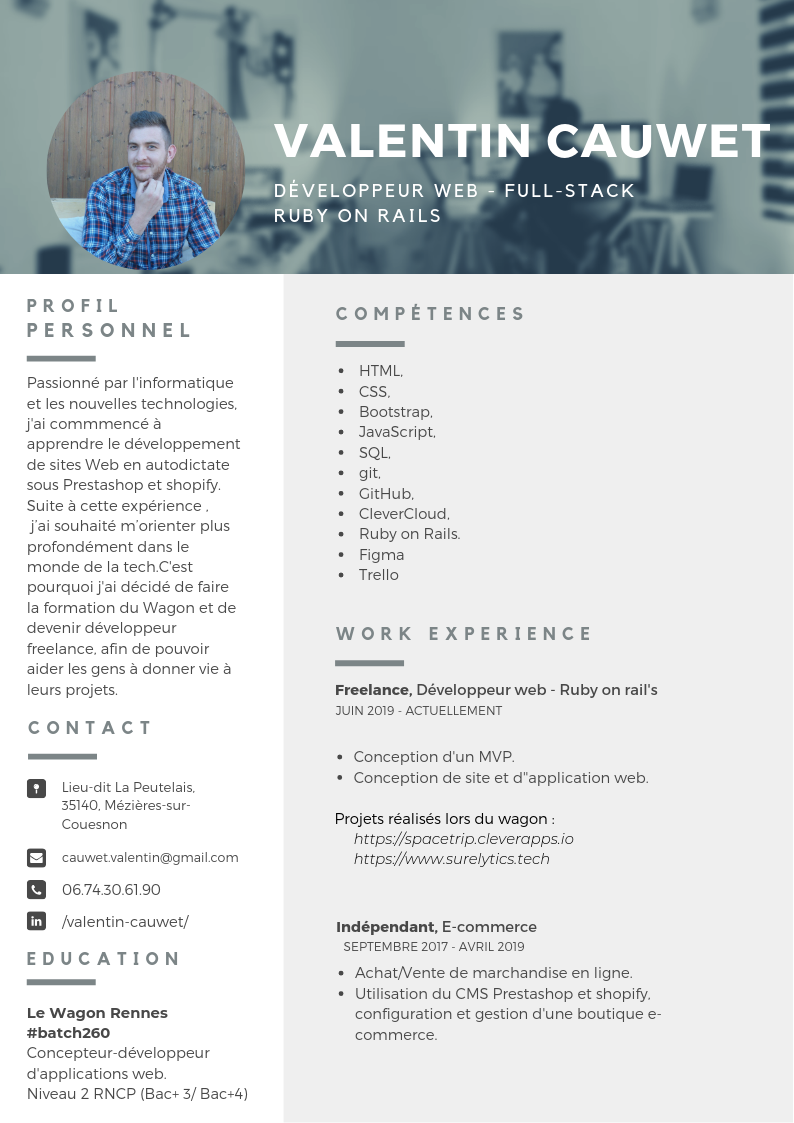 VALENTIN CAUWET
DÉVELOPPEUR WEB - FULL-STACK
RUBY ON RAILS
PROFIL
PERSONNEL
Passionné par l'informatique
et les nouvelles technologies,
j'ai commmencé à
apprendre le développement
de sites Web en autodictate
sous Prestashop et shopify.
Suite à cette expérience ,
j'ai souhaité m'orienter plus
profondément dans le
monde de la tech.C'est
pourquoi j'ai décidé de faire
la formation du Wagon et de
devenir développeur
freelance, afin de pouvoir
aider les gens à donner vie à
leurs projets.
CONTACT
Lieu-dit La Peutelais,
35140, Mézières-sur-
Couesnon
cauwet.valentin@gmail.com
06.74.30.61.90
in
/valentin-cauwet/
EDUCATION
Le Wagon Rennes
#batch260
Concepteur-développeur
d'applications web.
Niveau 2 RNCP (Bac+ 3/ Bac+4)
COMPÉTENCES
• HTML,
• CSS,
• Bootstrap,
• JavaScript,
• SQL,
• git,
• GitHub,
• CleverCloud,
• Ruby on Rails.
• Figma
• Trello
WORK EXPERIENCE
Freelance, Développeur web - Ruby on rail's
JUIN 2019 - ACTUELLEMENT
• Conception d'un MVP.
• Conception de site et d"application web.
Projets réalisés lors du wagon :
https://spacetrip.cleverapps.io
https://www.surelytics.tech
Indépendant, E-commerce
SEPTEMBRE 2017 - AVRIL 2019
• Achat/Vente de marchandise en ligne.
• Utilisation du CMS Prestashop et shopify,
configuration et gestion d'une boutique e-
commerce.